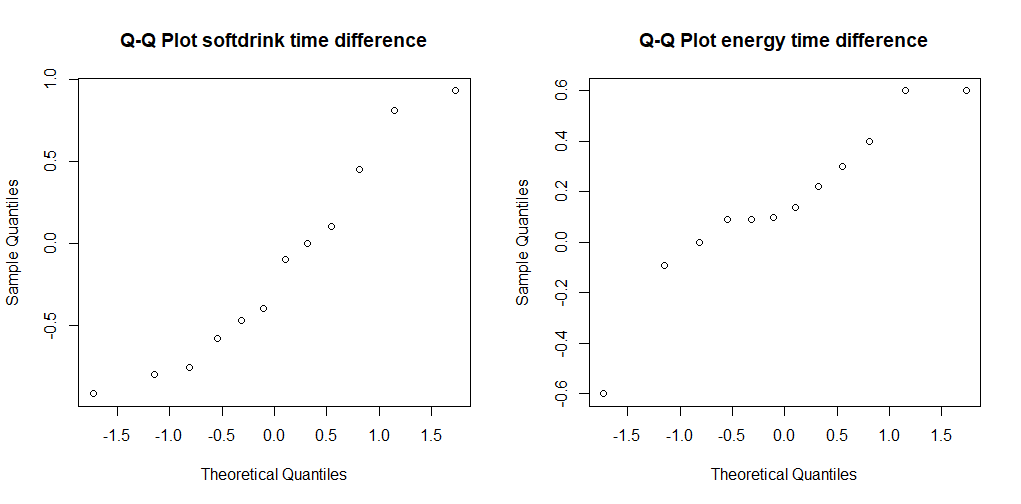 Q-Q Plot softdrink time difference
Sample Quantiles
1.0
0.5
0.0
-0.5
-1.5 -1.0 -0.5 0.0 0.5 1.0 1.5
Theoretical Quantiles
Q-Q Plot energy time difference
Sample Quantiles
0.6
0.4
0.2
0.0
-0.2
-0.4
-0.6
-1.5 -1.0 -0.5 0.0 0.5 1.0 1.5
Theoretical Quantiles